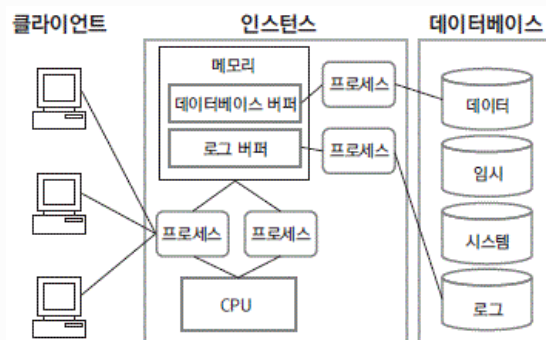 클라이언트
인스턴스
데이터베이스
메모리
데이터베이스 버퍼
로그 버퍼
프로세스
프로세스
프로세스
프로세스
CPU
데이터
임시
시스템
로그